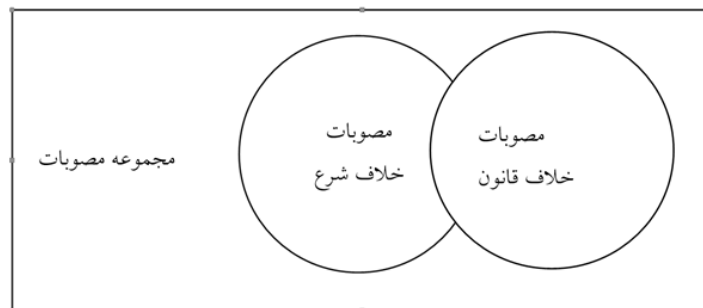 مصوبات
خلاف قانون
مصوبات
خلاف شرع
مجموعه مصوبات